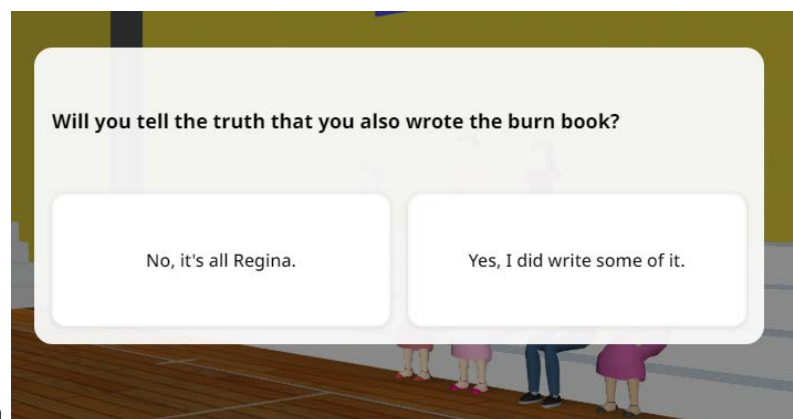 Will you tell the truth that you also wrote the burn book?
No, it's all Regina.
Yes, I did write some of it.